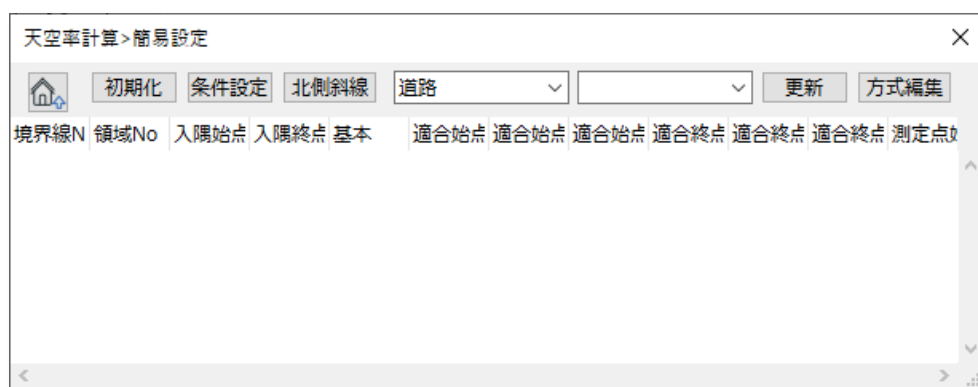 天空率計算>簡易設定
初期化 条件設定 北側斜線 道路 更新 方式編集
境界線N 領域No 入隅始点 入隅終点 基本 適合始点 適合始点 適合始点 適合終点 適合終点 適合終点 測定点始